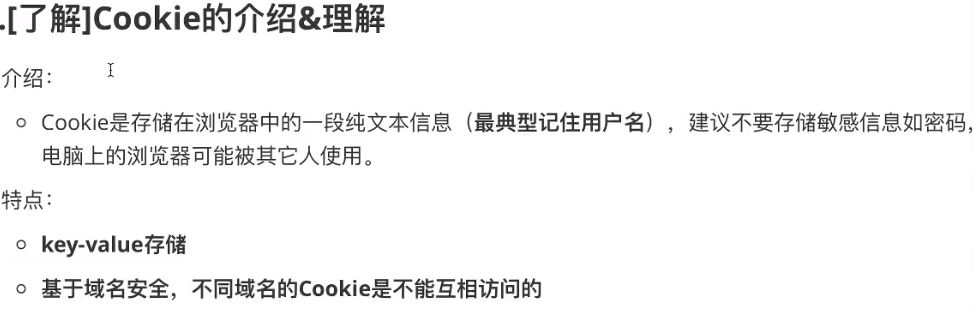 .[了解]Cookie的介绍&理解
介绍：
Cookie是存储在浏览器中的一段纯文本信息（最典型记住用户名），建议不要存储敏感信息如密码，
电脑上的浏览器可能被其它人使用。
特点：
key-value存储
基于域名安全，不同域名的Cookie是不能互相访问的